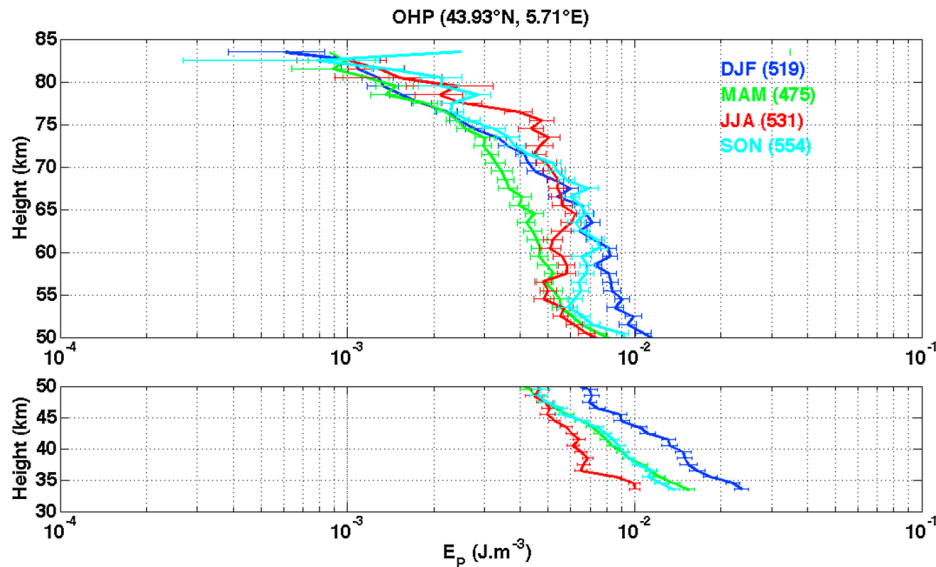 OHP (43.93°N, 5.71°E)
85
80
75
70
65
60
55
50
Height (km)
DJF (519)
MAM (475)
JJA (531)
SON (554)
10-4
10-3
10-2
10-1
50
45
40
35
30
Height (km)
10-4
10-3
10-2
10-1
EP (J.m-3)